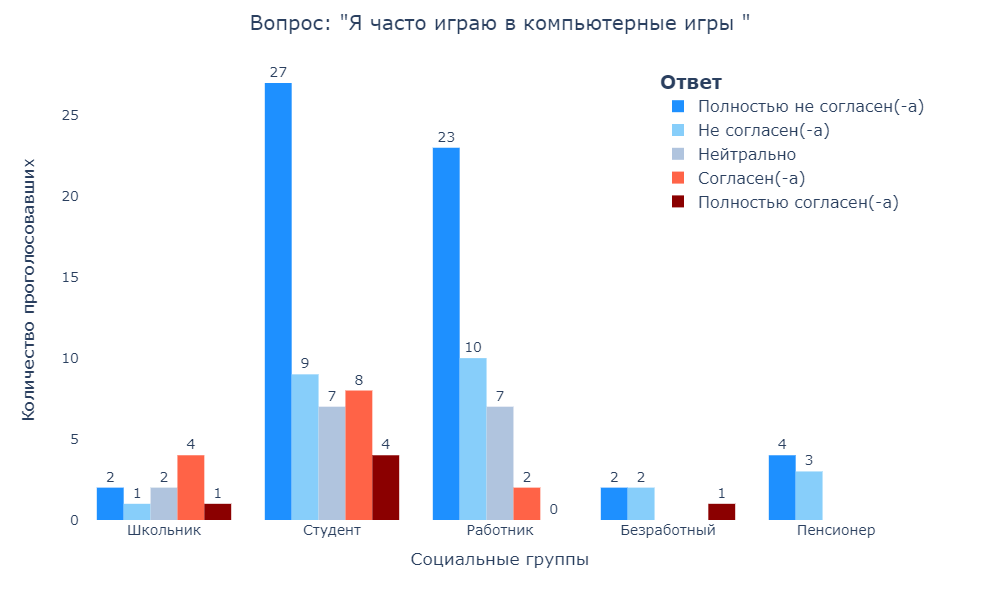 Вопрос: "Я часто играю в компьютерные игры "
Ответ
Полностью не согласен(-а)
Не согласен(-а)
Нейтрально
Согласен(-а)
Полностью согласен(-а)
Количество проголосовавших
25
20
15
10
5
0
2
1
2
4
1
27
9
7
8
4
23
10
7
2
0
2
2
1
4
3
Школьник
Студент
Работник
Безработный
Пенсионер
Социальные группы